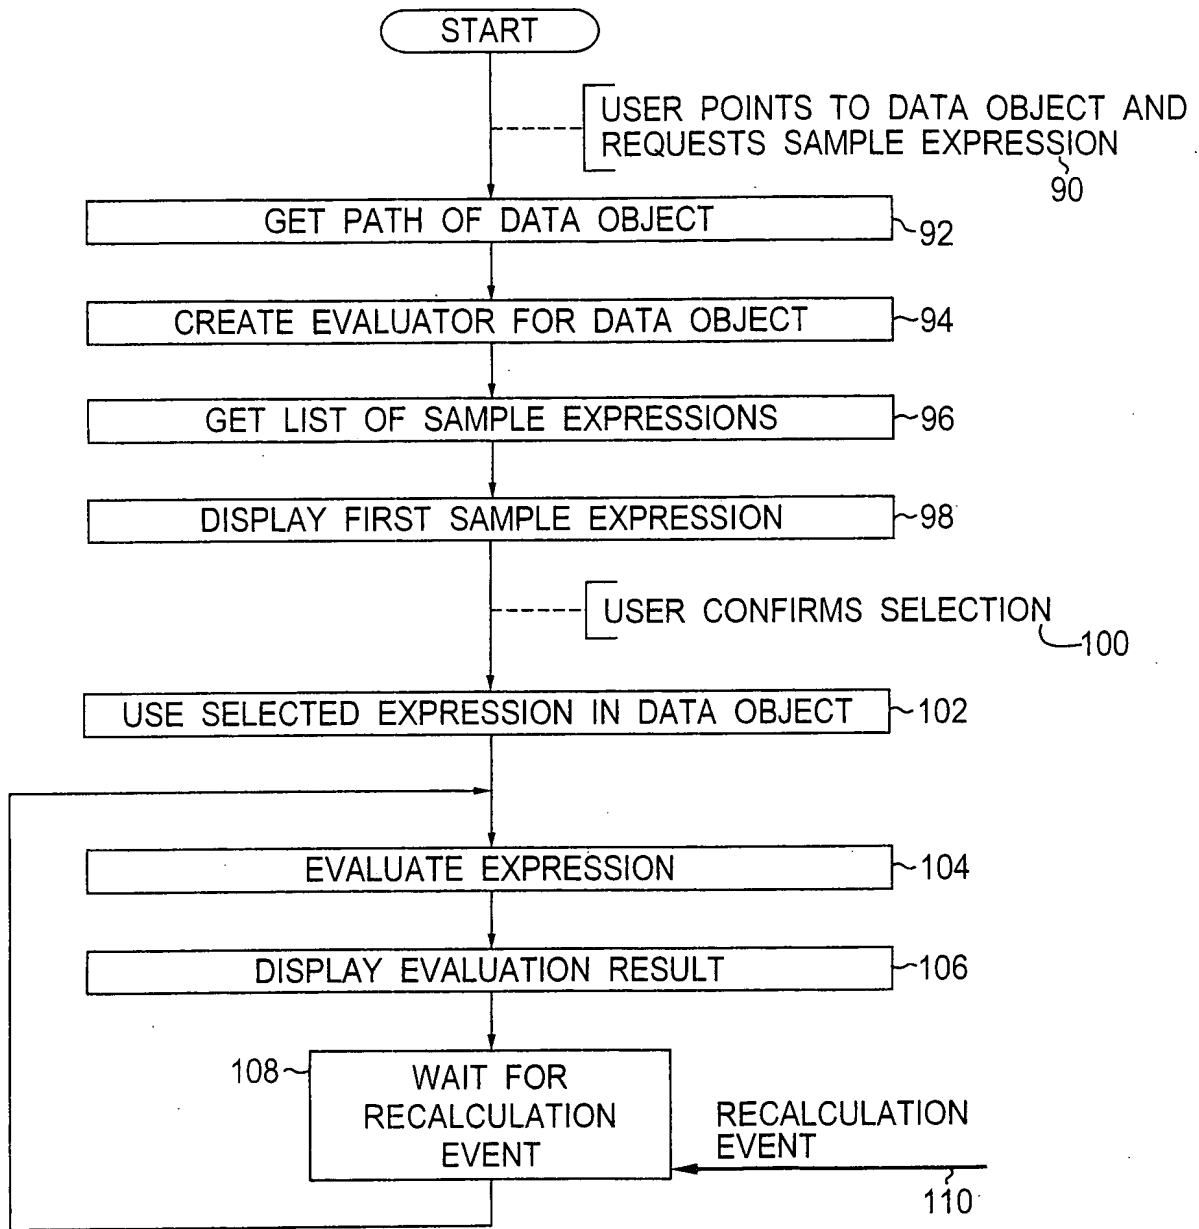 START
USER POINTS TO DATA OBJECT AND
REQUESTS SAMPLE EXPRESSION
90
GET PATH OF DATA OBJECT
92
CREATE EVALUATOR FOR DATA OBJECT
94
GET LIST OF SAMPLE EXPRESSIONS
96
DISPLAY FIRST SAMPLE EXPRESSION
98
USER CONFIRMS SELECTION
100
USE SELECTED EXPRESSION IN DATA OBJECT
102
EVALUATE EXPRESSION
104
DISPLAY EVALUATION RESULT
106
108
WAIT FOR
RECALCULATION
EVENT
RECALCULATION
EVENT
110